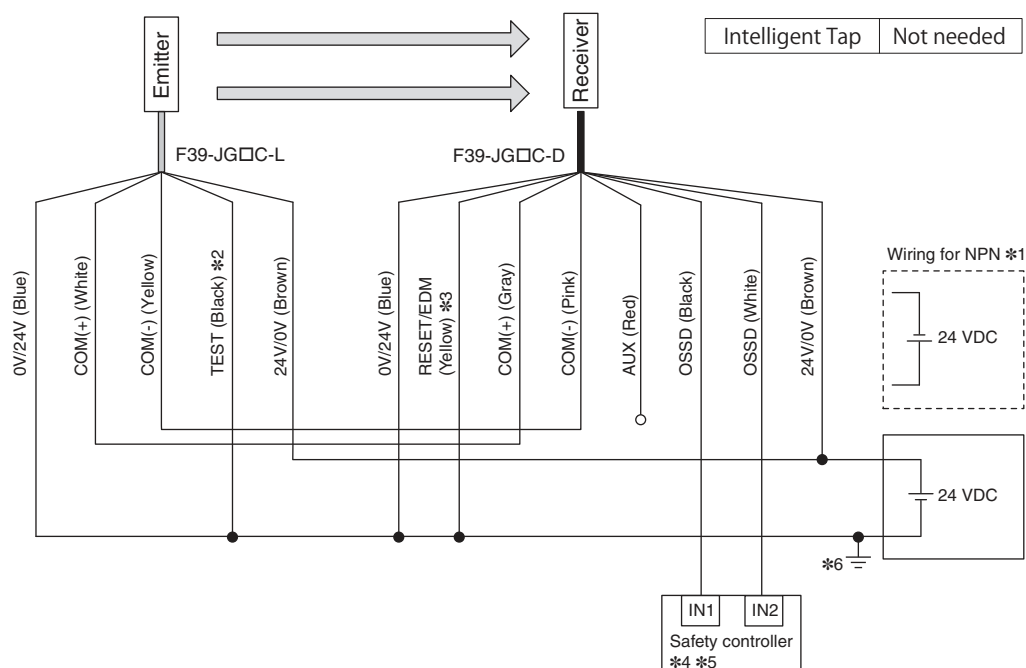 Emitter
Receiver
Intelligent Tap Not needed
F39-JG□C-L
F39-JG□C-D
0V/24V (Blue)
COM(+) (White)
COM(-) (Yellow)
TEST (Black) ✱2
24V/0V (Brown)
0V/24V (Blue)
RESET/EDM
(Yellow) ✱3
COM(+) (Gray)
COM(-) (Pink)
AUX (Red)
OSSD (Black)
OSSD (White)
24V/0V (Brown)
Wiring for NPN ✱1
24 VDC
24 VDC
✱6
IN1
IN2
Safety controller
✱4 ✱5